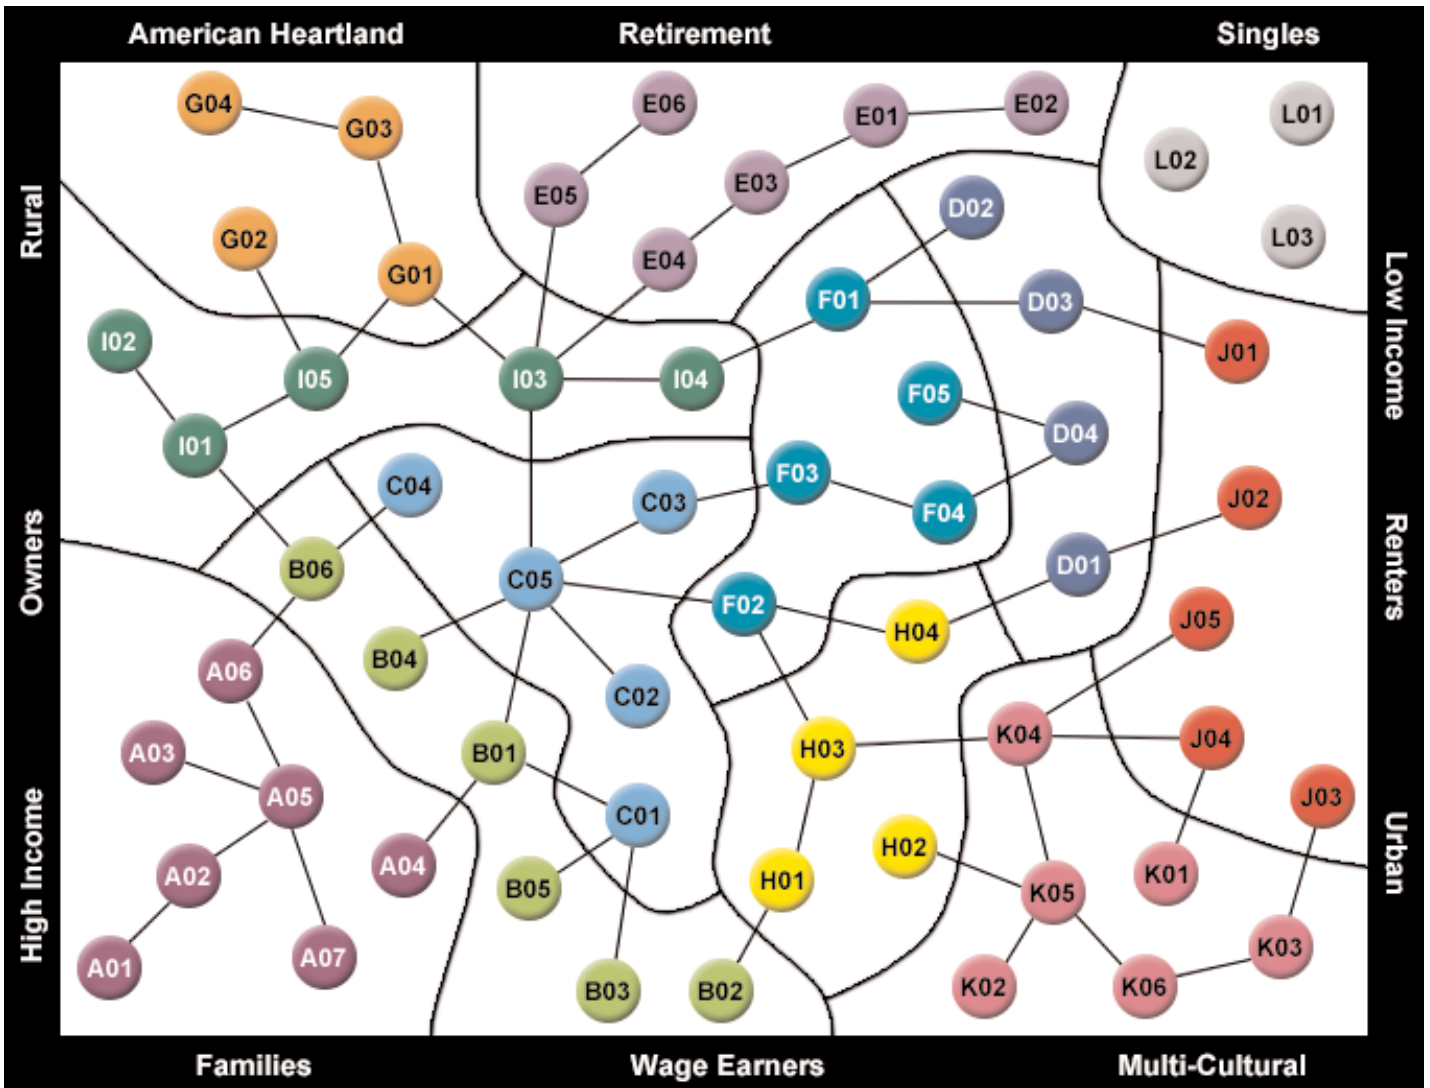 American Heartland Retirement Singles
G04 E06 E01 E02 L01
G03
L02
Rural
E05 E03 D02
G02 E04 L03
G01
F01 D03
Low Income
I02
I05 I03 I04 J01
F05
I01 D04
C04 F03
C03 F04 J02
Owners
Renters
B06 C05 D01
F02
H04 J05
B04
A06
C02
A03 B01 H03 K04 J04
A05 J03
C01
High Income
Urban
A04 H02
A02 B05 H01 K05 K01
A01 A07 K03
B03 B02 K02 K06
Families Wage Earners Multi-Cultural